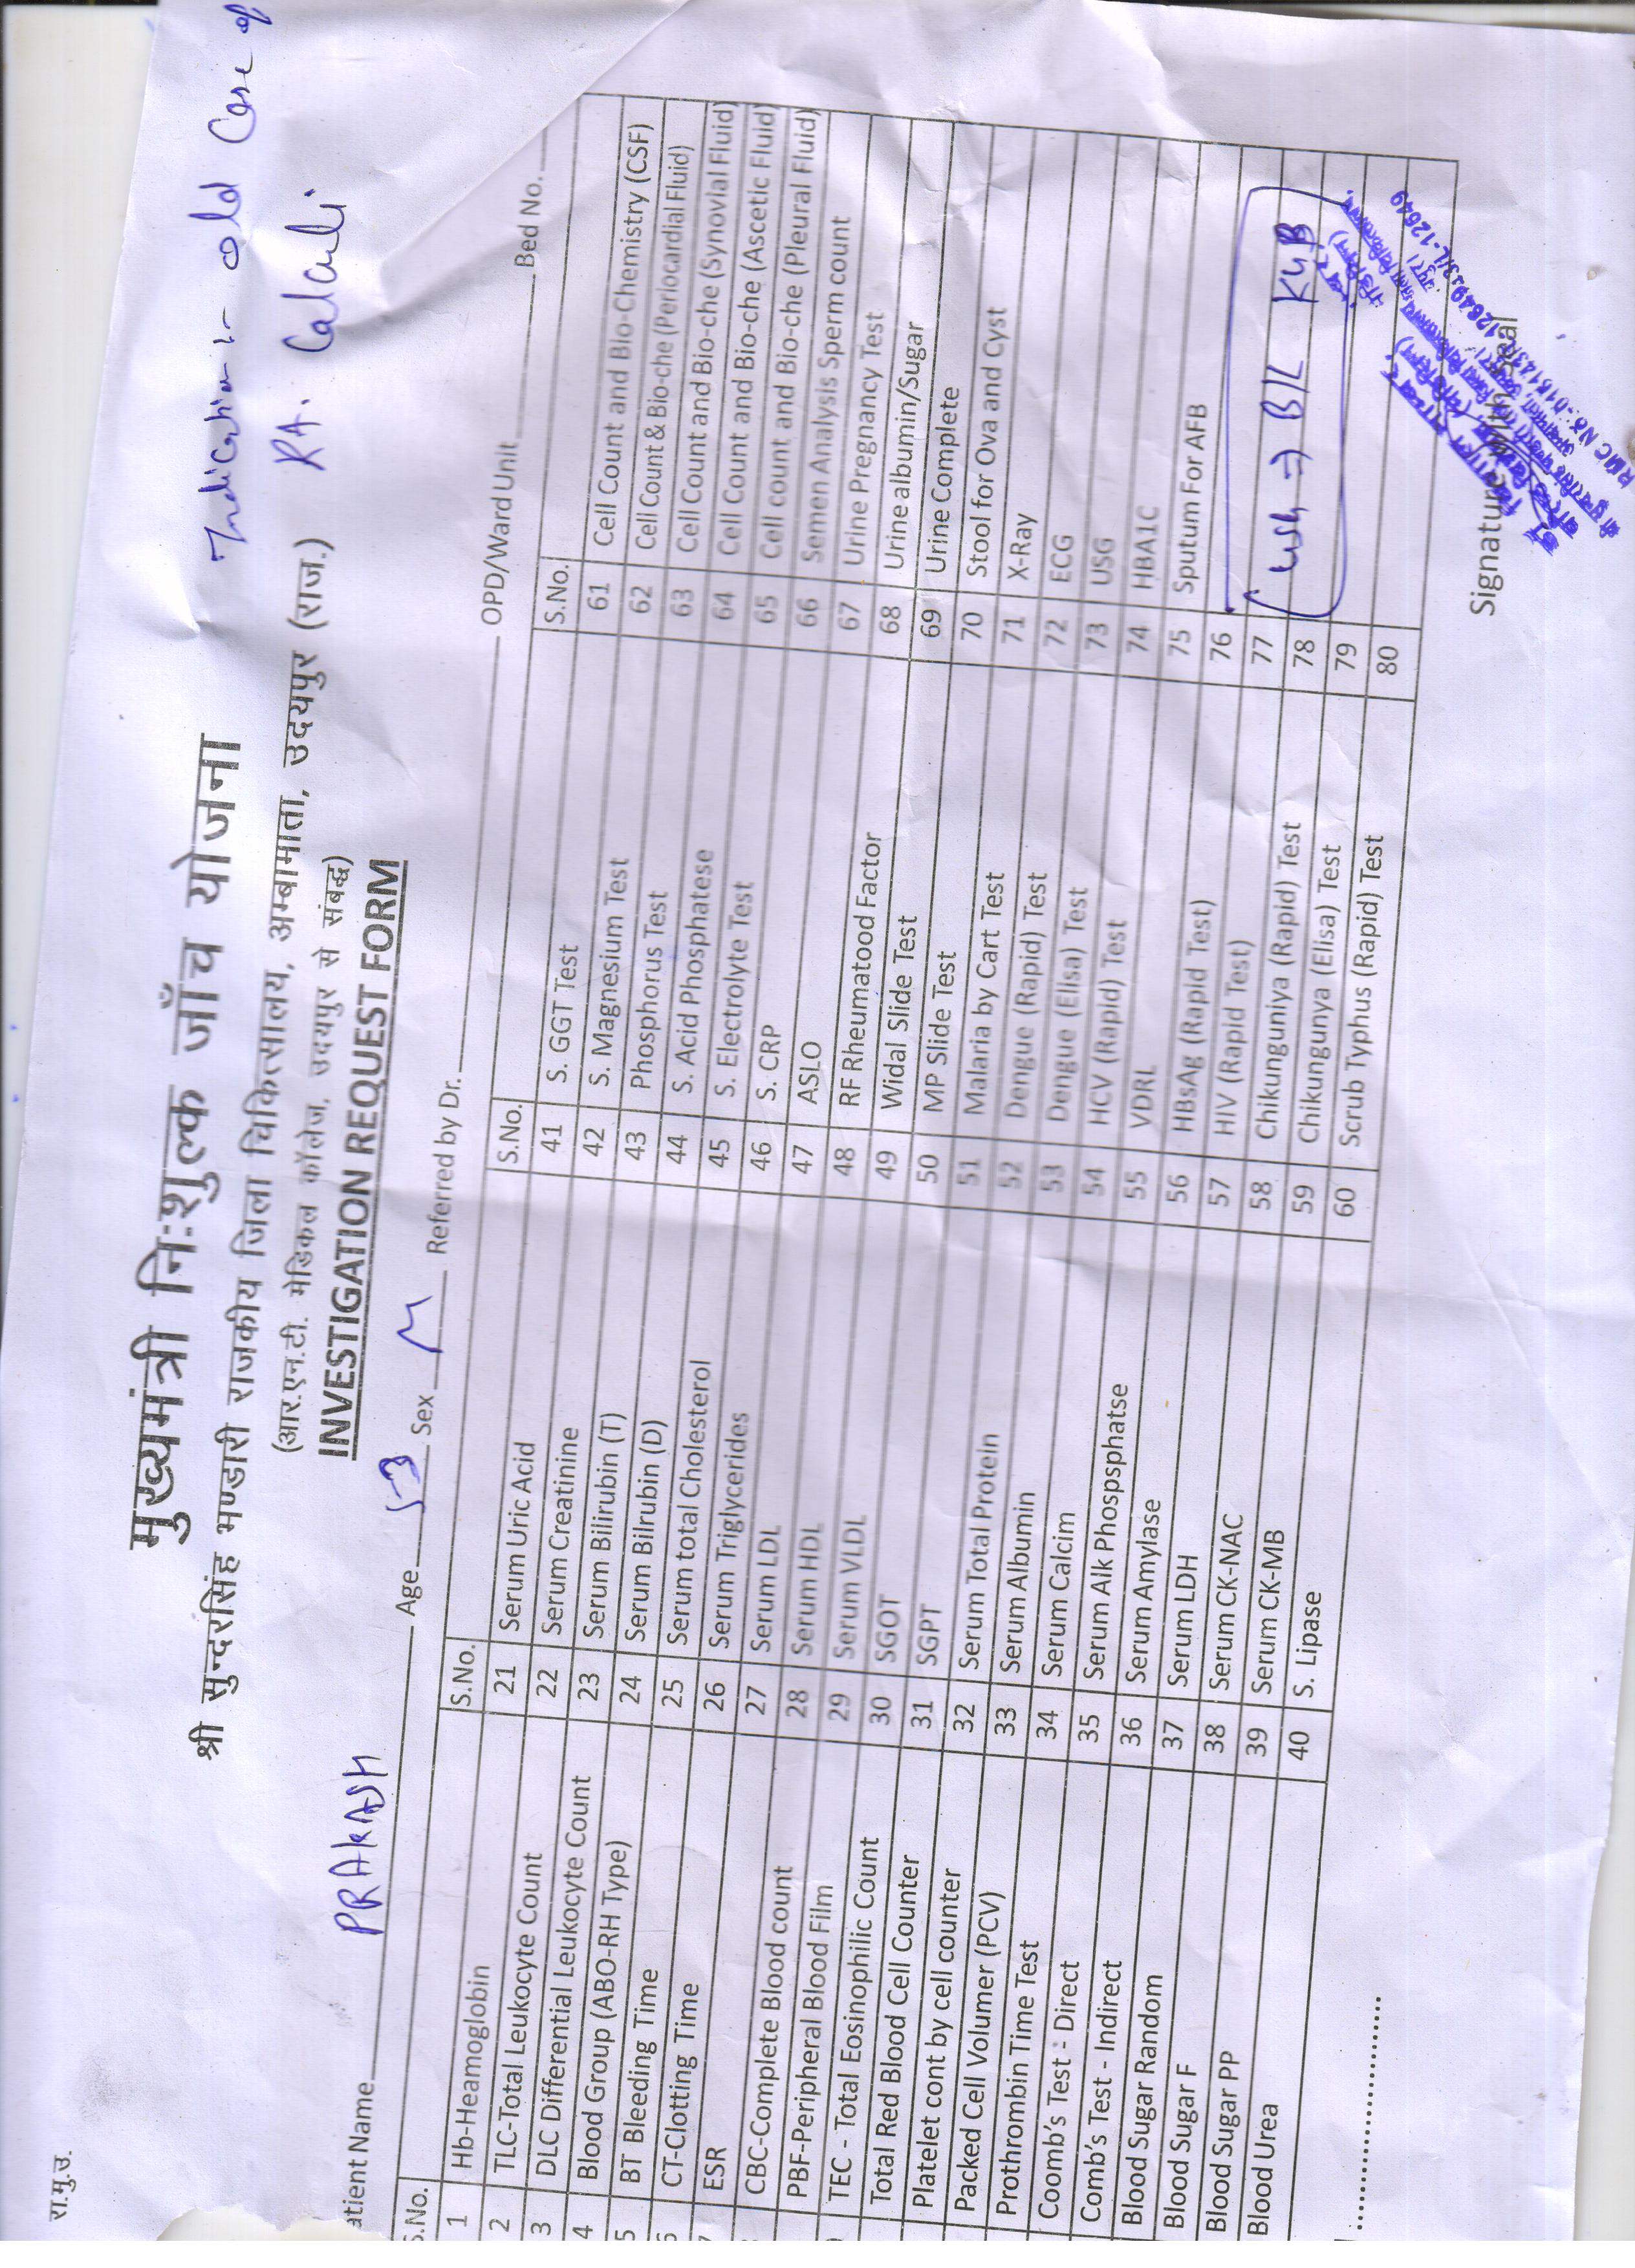 रा.मु.उ.
Indication :- old Case of
Rt. Calculi.
मुख्यमंत्री निःशुल्क जाँच योजना
श्री सुन्दरसिंह भण्डारी राजकीय जिला चिकित्सालय, अम्बामाता, उदयपुर (राज.)
(आर.एन.टी. मेडिकल कॉलेज, उदयपुर से संबद्ध)
INVESTIGATION REQUEST FORM
atient Name PRAKASH Age 53 Sex M Referred by Dr. OPD/Ward Unit Bed No.
S.No. S.No. S.No. S.No.
1 Hb-Heamoglobin 21 Serum Uric Acid 41 S. GGT Test 61 Cell Count and Bio-Chemistry (CSF)
2 TLC-Total Leukocyte Count 22 Serum Creatinine 42 S. Magnesium Test 62 Cell Count & Bio-che (Periocardial Fluid)
3 DLC Differential Leukocyte Count 23 Serum Bilirubin (T) 43 Phosphorus Test 63 Cell Count and Bio-che (Synovial Fluid)
4 Blood Group (ABO-RH Type) 24 Serum Bilrubin (D) 44 S. Acid Phosphatese 64 Cell Count and Bio-che (Ascetic Fluid)
5 BT Bleeding Time 25 Serum total Cholesterol 45 S. Electrolyte Test 65 Cell count and Bio-che (Pleural Fluid)
CT-Clotting Time 26 Serum Triglycerides 46 S. CRP 66 Semen Analysis Sperm count
ESR 27 Serum LDL 47 ASLO 67 Urine Pregnancy Test
CBC-Complete Blood count 28 Serum HDL 48 RF Rheumatood Factor 68 Urine albumin/Sugar
PBF-Peripheral Blood Film 29 Serum VLDL 49 Widal Slide Test 69 Urine Complete
TEC - Total Eosinophilic Count 30 SGOT 50 MP Slide Test 70 Stool for Ova and Cyst
Total Red Blood Cell Counter 31 SGPT 51 Malaria by Cart Test 71 X-Ray
Platelet cont by cell counter 32 Serum Total Protein 52 Dengue (Rapid) Test 72 ECG
Packed Cell Volumer (PCV) 33 Serum Albumin 53 Dengue (Elisa) Test 73 USG
Prothrombin Time Test 34 Serum Calcim 54 HCV (Rapid) Test 74 HBA1C
Coomb's Test - Direct 35 Serum Alk Phospsphatse 55 VDRL 75 Sputum For AFB
Comb's Test - Indirect 36 Serum Amylase 56 HBsAg (Rapid Test) 76
Blood Sugar Random 37 Serum LDH 57 HIV (Rapid Test) 77 USG => B/L KUB
Blood Sugar F 38 Serum CK-NAC 58 Chikunguniya (Rapid) Test 78
Blood Sugar PP 39 Serum CK-MB 59 Chikungunya (Elisa) Test 79
Blood Urea 40 S. Lipase 60 Scrub Typhus (Rapid) Test 80
Signature With Seal